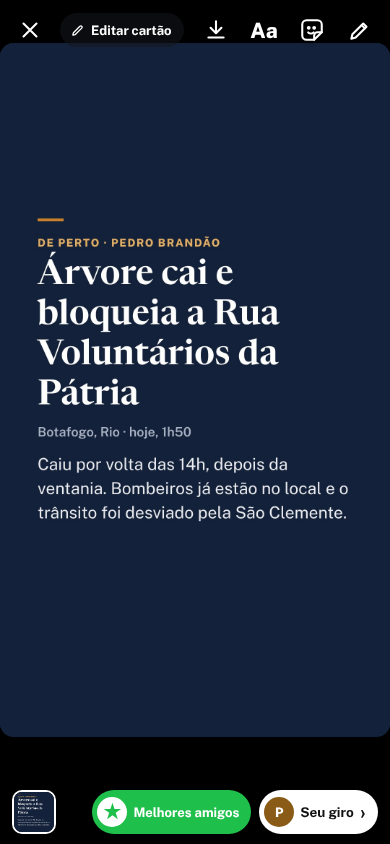 Editar cartão
Aa
DE PERTO · PEDRO BRANDÃO
Árvore cai e
bloqueia a Rua
Voluntários da
Pátria
Botafogo, Rio · hoje, 1h50
Caiu por volta das 14h, depois da
ventania. Bombeiros já estão no local e o
trânsito foi desviado pela São Clemente.
Melhores amigos
P
Seu giro ›